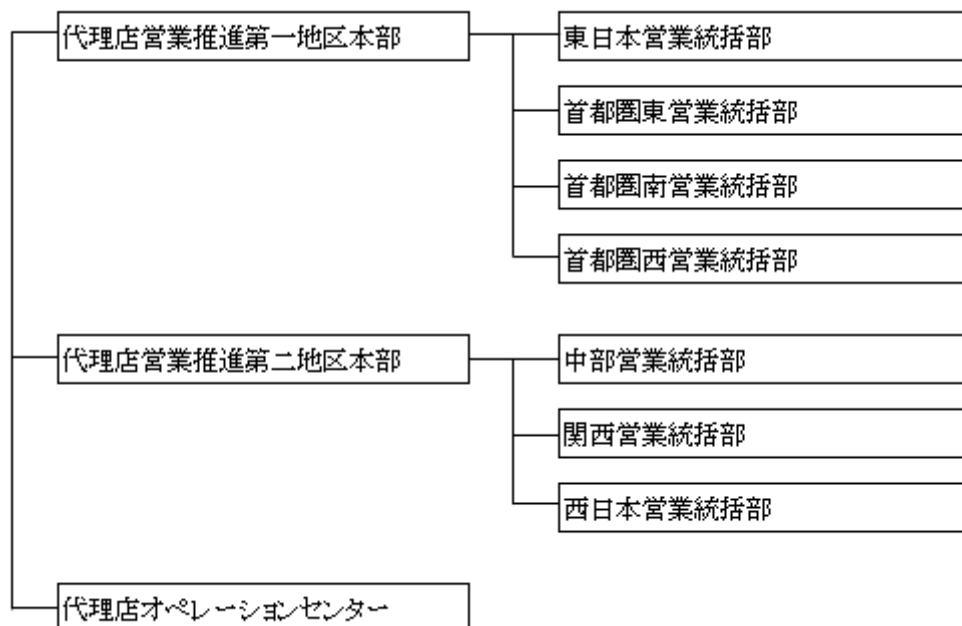 代理店営業推進第一地区本部
東日本営業統括部
首都圏東営業統括部
首都圏南営業統括部
首都圏西営業統括部
代理店営業推進第二地区本部
中部営業統括部
関西営業統括部
西日本営業統括部
代理店オペレーションセンター